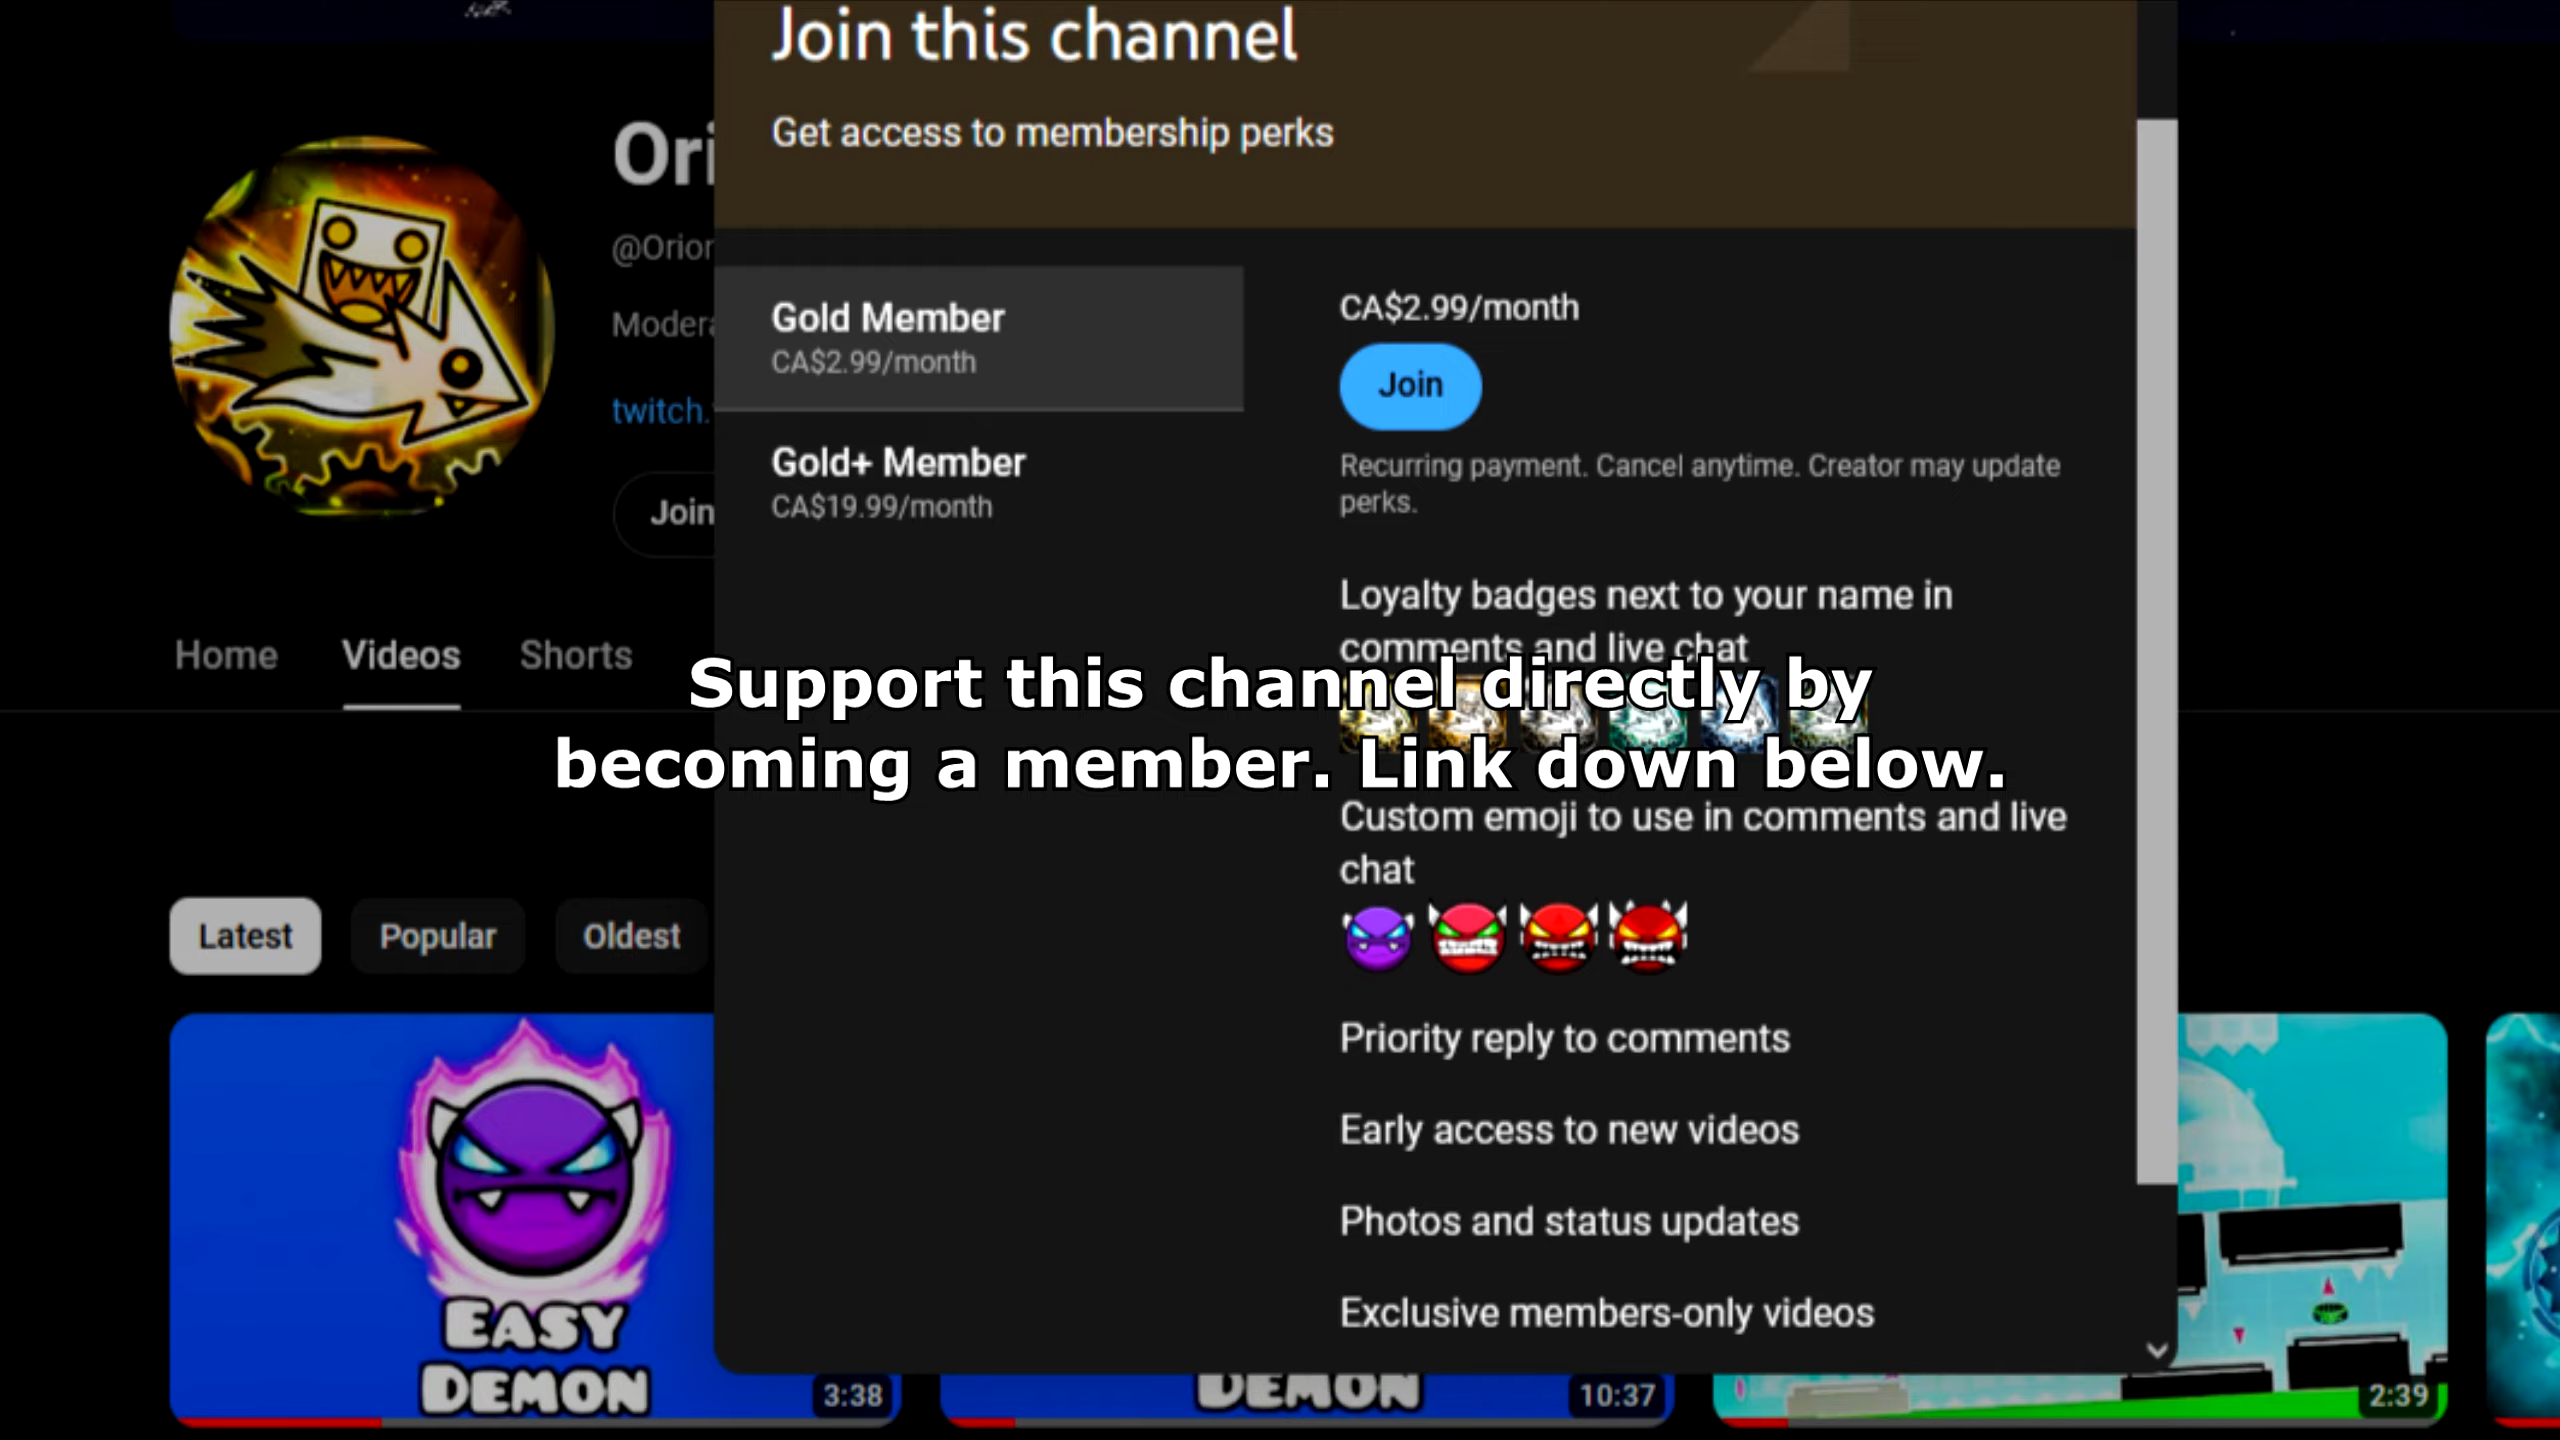 Join this channel
Get access to membership perks
Ori
@Orion
Modera
twitch.
Join
Gold Member
CA$2.99/month
Gold+ Member
CA$19.99/month
CA$2.99/month
Join
Recurring payment. Cancel anytime. Creator may update
perks.
Loyalty badges next to your name in
comments and live chat
Home
Videos
Shorts
Support this channel directly by
becoming a member. Link down below.
Custom emoji to use in comments and live
chat
Latest
Popular
Oldest
Priority reply to comments
Early access to new videos
Photos and status updates
Exclusive members-only videos
EASY
DEMON
3:38
DEMON
10:37
2:39